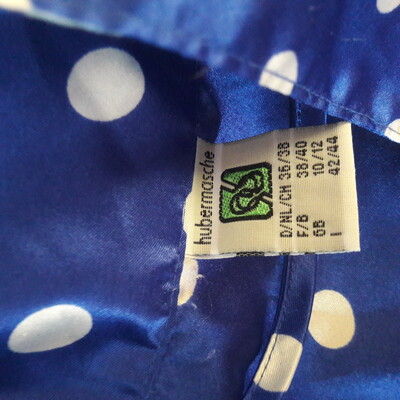 hubermasche
D/NL/CH 36/38
F/B 38/40
GB 10/12
I 42/44